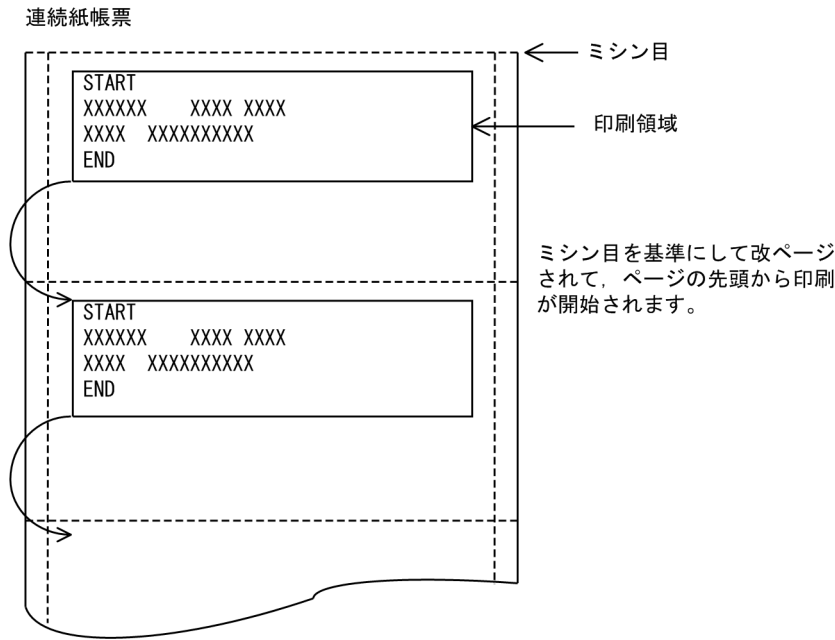 連続紙帳票
ミシン目
START
XXXXXX    XXXX XXXX
XXXX  XXXXXXXXXX
END
印刷領域
ミシン目を基準にして改ページ
されて，ページの先頭から印刷
が開始されます。
START
XXXXXX    XXXX XXXX
XXXX  XXXXXXXXXX
END